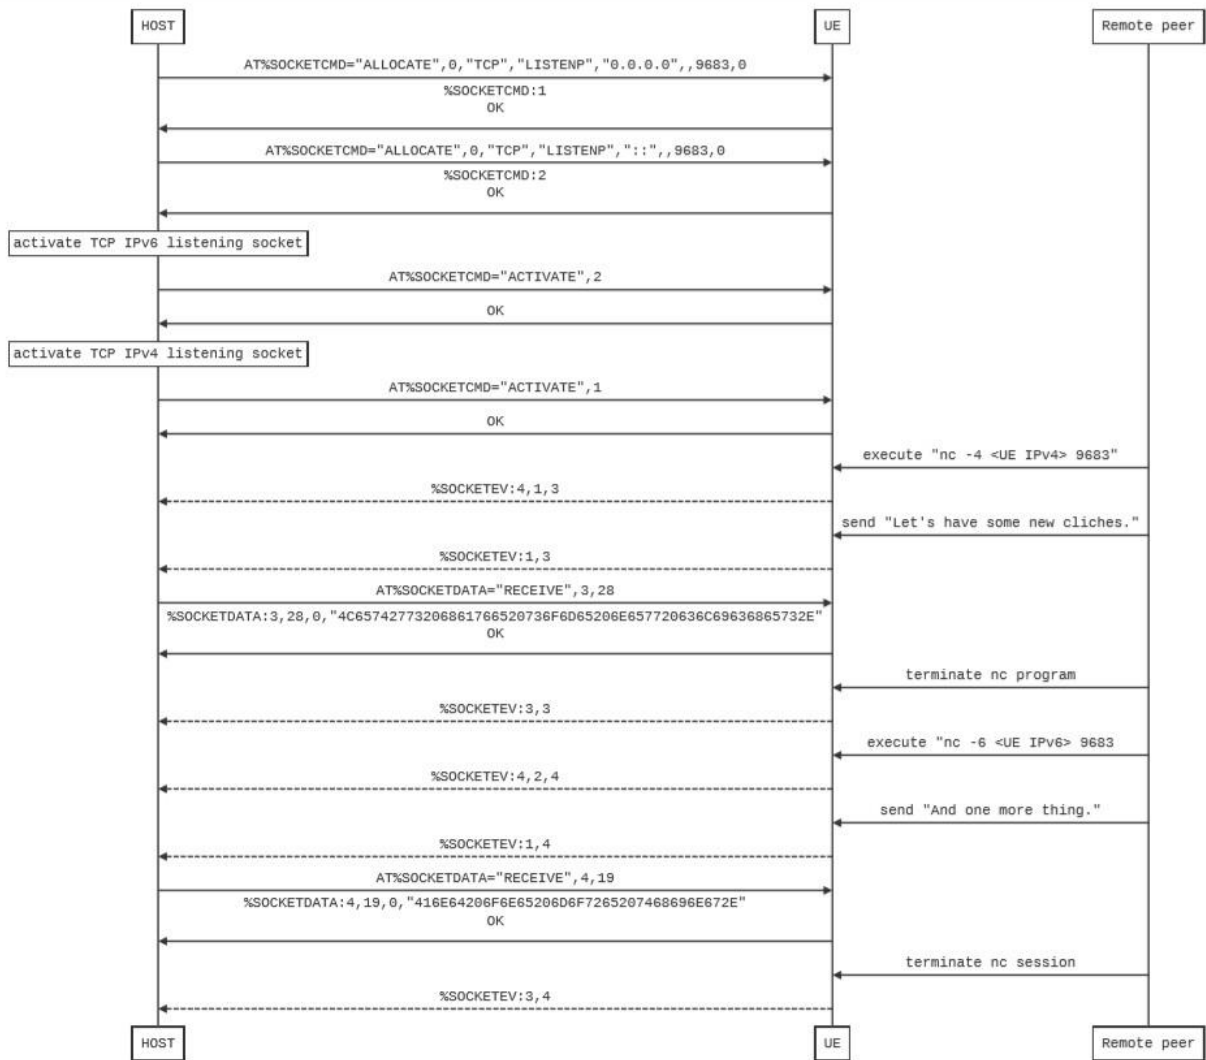 HOST
UE
Remote peer
AT%SOCKETCMD="ALLOCATE",0,"TCP","LISTENP","0.0.0.0",,9683,0
%SOCKETCMD:1
OK
AT%SOCKETCMD="ALLOCATE",0,"TCP","LISTENP","::",,9683,0
%SOCKETCMD:2
OK
activate TCP IPv6 listening socket
AT%SOCKETCMD="ACTIVATE",2
OK
activate TCP IPv4 listening socket
AT%SOCKETCMD="ACTIVATE",1
OK
execute "nc -4 <UE IPv4> 9683"
%SOCKETEV:4,1,3
send "Let's have some new cliches."
%SOCKETEV:1,3
AT%SOCKETDATA="RECEIVE",3,28
%SOCKETDATA:3,28,0,"4C65742773206861766520736F6D65206E657720636C69636865732E"
OK
terminate nc program
%SOCKETEV:3,3
execute "nc -6 <UE IPv6> 9683
%SOCKETEV:4,2,4
send "And one more thing."
%SOCKETEV:1,4
AT%SOCKETDATA="RECEIVE",4,19
%SOCKETDATA:4,19,0,"416E64206F6E65206D6F7265207468696E672E"
OK
terminate nc session
%SOCKETEV:3,4
HOST
UE
Remote peer